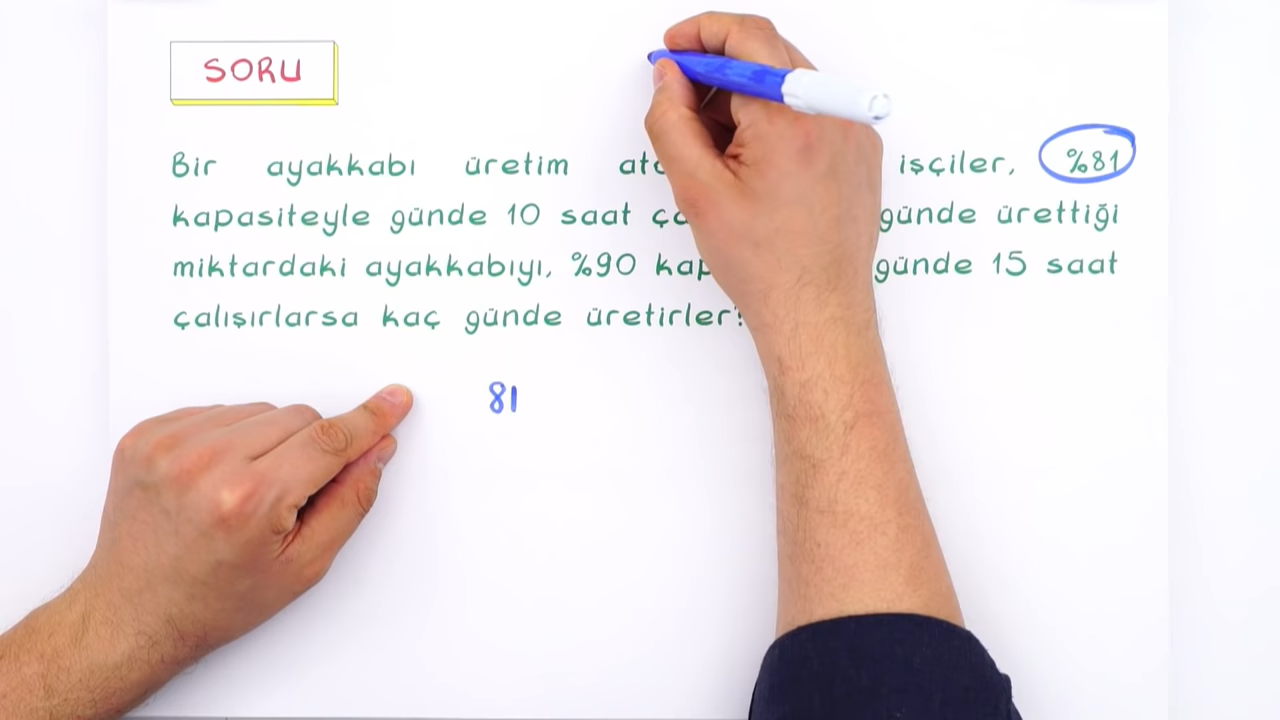 SORU
Bir ayakkabı üretim işçiler, %81
kapasiteyle günde 10 saat günde ürettiği
miktardaki ayakkabıyı, %90 günde 15 saat
çalışırlarsa kaç günde üretirler?
81